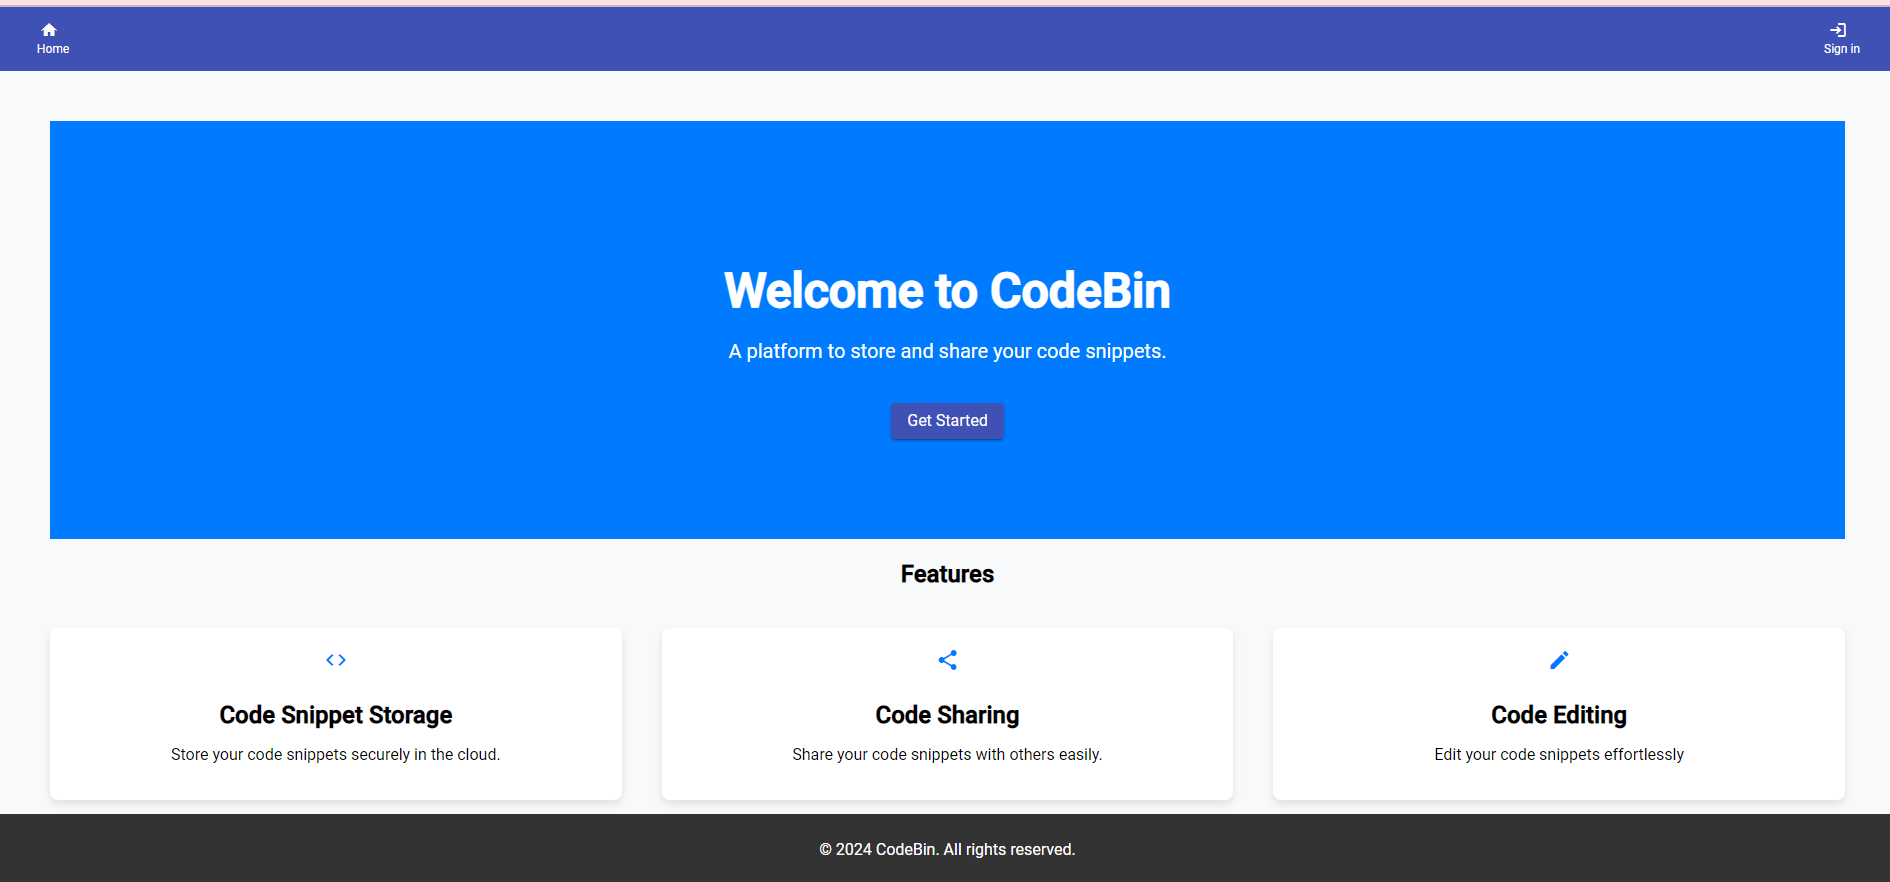 Home
Sign in
Welcome to CodeBin
A platform to store and share your code snippets.
Get Started
Features
Code Snippet Storage
Store your code snippets securely in the cloud.
Code Sharing
Share your code snippets with others easily.
Code Editing
Edit your code snippets effortlessly
© 2024 CodeBin. All rights reserved.